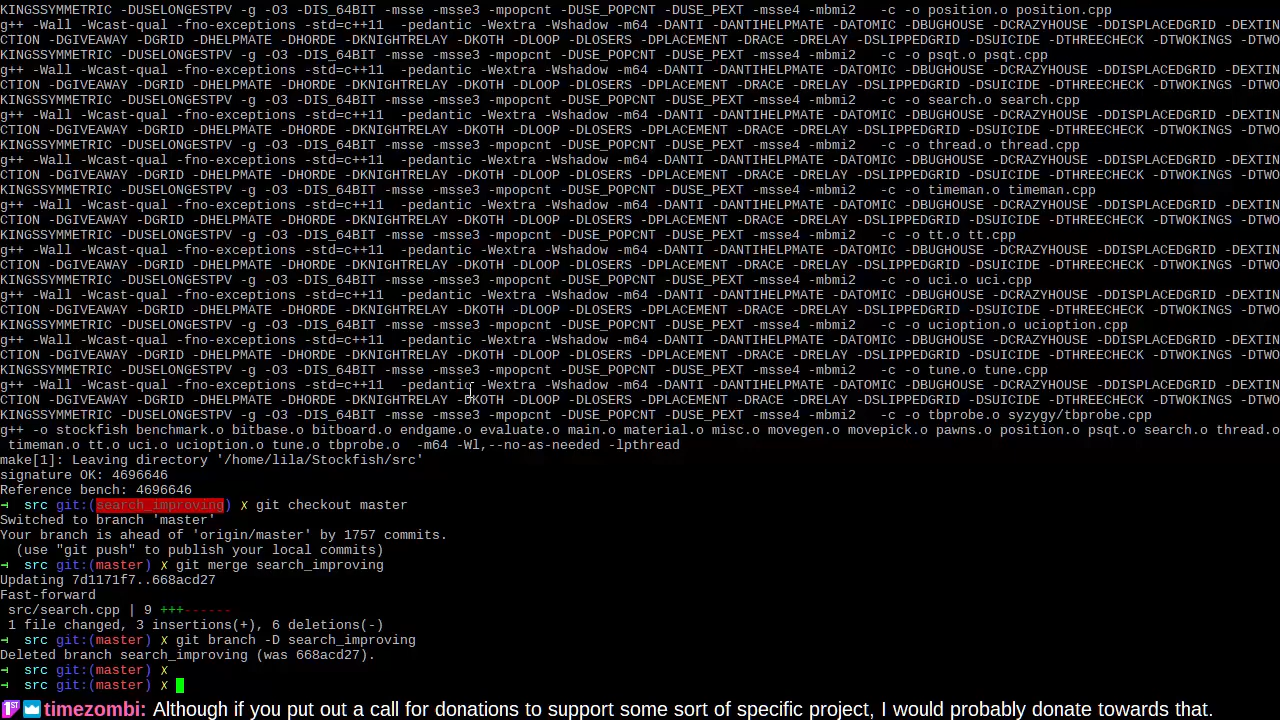 KINGSSYMMETRIC -DUSELONGESTPV -g -O3 -DIS_64BIT -msse -msse3 -mpopcnt -DUSE_POPCNT -DUSE_PEXT -msse4 -mbmi2   -c -o position.o position.cpp
g++ -Wall -Wcast-qual -fno-exceptions -std=c++11  -pedantic -Wextra -Wshadow -m64 -DANTI -DANTIHELPMATE -DATOMIC -DBUGHOUSE -DCRAZYHOUSE -DDISPLACEDGRID -DEXTIN
CTION -DGIVEAWAY -DGRID -DHELPMATE -DHORDE -DKNIGHTRELAY -DKOTH -DLOOP -DLOSERS -DPLACEMENT -DRACE -DRELAY -DSLIPPEDGRID -DSUICIDE -DTHREECHECK -DTWOKINGS -DTWO
KINGSSYMMETRIC -DUSELONGESTPV -g -O3 -DIS_64BIT -msse -msse3 -mpopcnt -DUSE_POPCNT -DUSE_PEXT -msse4 -mbmi2   -c -o psqt.o psqt.cpp
g++ -Wall -Wcast-qual -fno-exceptions -std=c++11  -pedantic -Wextra -Wshadow -m64 -DANTI -DANTIHELPMATE -DATOMIC -DBUGHOUSE -DCRAZYHOUSE -DDISPLACEDGRID -DEXTIN
CTION -DGIVEAWAY -DGRID -DHELPMATE -DHORDE -DKNIGHTRELAY -DKOTH -DLOOP -DLOSERS -DPLACEMENT -DRACE -DRELAY -DSLIPPEDGRID -DSUICIDE -DTHREECHECK -DTWOKINGS -DTWO
KINGSSYMMETRIC -DUSELONGESTPV -g -O3 -DIS_64BIT -msse -msse3 -mpopcnt -DUSE_POPCNT -DUSE_PEXT -msse4 -mbmi2   -c -o search.o search.cpp
g++ -Wall -Wcast-qual -fno-exceptions -std=c++11  -pedantic -Wextra -Wshadow -m64 -DANTI -DANTIHELPMATE -DATOMIC -DBUGHOUSE -DCRAZYHOUSE -DDISPLACEDGRID -DEXTIN
CTION -DGIVEAWAY -DGRID -DHELPMATE -DHORDE -DKNIGHTRELAY -DKOTH -DLOOP -DLOSERS -DPLACEMENT -DRACE -DRELAY -DSLIPPEDGRID -DSUICIDE -DTHREECHECK -DTWOKINGS -DTWO
KINGSSYMMETRIC -DUSELONGESTPV -g -O3 -DIS_64BIT -msse -msse3 -mpopcnt -DUSE_POPCNT -DUSE_PEXT -msse4 -mbmi2   -c -o thread.o thread.cpp
g++ -Wall -Wcast-qual -fno-exceptions -std=c++11  -pedantic -Wextra -Wshadow -m64 -DANTI -DANTIHELPMATE -DATOMIC -DBUGHOUSE -DCRAZYHOUSE -DDISPLACEDGRID -DEXTIN
CTION -DGIVEAWAY -DGRID -DHELPMATE -DHORDE -DKNIGHTRELAY -DKOTH -DLOOP -DLOSERS -DPLACEMENT -DRACE -DRELAY -DSLIPPEDGRID -DSUICIDE -DTHREECHECK -DTWOKINGS -DTWO
KINGSSYMMETRIC -DUSELONGESTPV -g -O3 -DIS_64BIT -msse -msse3 -mpopcnt -DUSE_POPCNT -DUSE_PEXT -msse4 -mbmi2   -c -o timeman.o timeman.cpp
g++ -Wall -Wcast-qual -fno-exceptions -std=c++11  -pedantic -Wextra -Wshadow -m64 -DANTI -DANTIHELPMATE -DATOMIC -DBUGHOUSE -DCRAZYHOUSE -DDISPLACEDGRID -DEXTIN
CTION -DGIVEAWAY -DGRID -DHELPMATE -DHORDE -DKNIGHTRELAY -DKOTH -DLOOP -DLOSERS -DPLACEMENT -DRACE -DRELAY -DSLIPPEDGRID -DSUICIDE -DTHREECHECK -DTWOKINGS -DTWO
KINGSSYMMETRIC -DUSELONGESTPV -g -O3 -DIS_64BIT -msse -msse3 -mpopcnt -DUSE_POPCNT -DUSE_PEXT -msse4 -mbmi2   -c -o tt.o tt.cpp
g++ -Wall -Wcast-qual -fno-exceptions -std=c++11  -pedantic -Wextra -Wshadow -m64 -DANTI -DANTIHELPMATE -DATOMIC -DBUGHOUSE -DCRAZYHOUSE -DDISPLACEDGRID -DEXTIN
CTION -DGIVEAWAY -DGRID -DHELPMATE -DHORDE -DKNIGHTRELAY -DKOTH -DLOOP -DLOSERS -DPLACEMENT -DRACE -DRELAY -DSLIPPEDGRID -DSUICIDE -DTHREECHECK -DTWOKINGS -DTWO
KINGSSYMMETRIC -DUSELONGESTPV -g -O3 -DIS_64BIT -msse -msse3 -mpopcnt -DUSE_POPCNT -DUSE_PEXT -msse4 -mbmi2   -c -o uci.o uci.cpp
g++ -Wall -Wcast-qual -fno-exceptions -std=c++11  -pedantic -Wextra -Wshadow -m64 -DANTI -DANTIHELPMATE -DATOMIC -DBUGHOUSE -DCRAZYHOUSE -DDISPLACEDGRID -DEXTIN
CTION -DGIVEAWAY -DGRID -DHELPMATE -DHORDE -DKNIGHTRELAY -DKOTH -DLOOP -DLOSERS -DPLACEMENT -DRACE -DRELAY -DSLIPPEDGRID -DSUICIDE -DTHREECHECK -DTWOKINGS -DTWO
KINGSSYMMETRIC -DUSELONGESTPV -g -O3 -DIS_64BIT -msse -msse3 -mpopcnt -DUSE_POPCNT -DUSE_PEXT -msse4 -mbmi2   -c -o ucioption.o ucioption.cpp
g++ -Wall -Wcast-qual -fno-exceptions -std=c++11  -pedantic -Wextra -Wshadow -m64 -DANTI -DANTIHELPMATE -DATOMIC -DBUGHOUSE -DCRAZYHOUSE -DDISPLACEDGRID -DEXTIN
CTION -DGIVEAWAY -DGRID -DHELPMATE -DHORDE -DKNIGHTRELAY -DKOTH -DLOOP -DLOSERS -DPLACEMENT -DRACE -DRELAY -DSLIPPEDGRID -DSUICIDE -DTHREECHECK -DTWOKINGS -DTWO
KINGSSYMMETRIC -DUSELONGESTPV -g -O3 -DIS_64BIT -msse -msse3 -mpopcnt -DUSE_POPCNT -DUSE_PEXT -msse4 -mbmi2   -c -o tune.o tune.cpp
g++ -Wall -Wcast-qual -fno-exceptions -std=c++11  -pedantic -Wextra -Wshadow -m64 -DANTI -DANTIHELPMATE -DATOMIC -DBUGHOUSE -DCRAZYHOUSE -DDISPLACEDGRID -DEXTIN
CTION -DGIVEAWAY -DGRID -DHELPMATE -DHORDE -DKNIGHTRELAY -DKOTH -DLOOP -DLOSERS -DPLACEMENT -DRACE -DRELAY -DSLIPPEDGRID -DSUICIDE -DTHREECHECK -DTWOKINGS -DTWO
KINGSSYMMETRIC -DUSELONGESTPV -g -O3 -DIS_64BIT -msse -msse3 -mpopcnt -DUSE_POPCNT -DUSE_PEXT -msse4 -mbmi2   -c -o tbprobe.o syzygy/tbprobe.cpp
g++ -o stockfish benchmark.o bitbase.o bitboard.o endgame.o evaluate.o main.o material.o misc.o movegen.o movepick.o pawns.o position.o psqt.o search.o thread.o
 timeman.o tt.o uci.o ucioption.o tune.o tbprobe.o  -m64 -Wl,--no-as-needed -lpthread
make[1]: Leaving directory '/home/lila/Stockfish/src'
signature OK: 4696646
Reference bench: 4696646
→  src git:(search_improving) ✗ git checkout master
Switched to branch 'master'
Your branch is ahead of 'origin/master' by 1757 commits.
  (use "git push" to publish your local commits)
→  src git:(master) ✗ git merge search_improving
Updating 7d1171f7..668acd27
Fast-forward
 src/search.cpp | 9 +++------
 1 file changed, 3 insertions(+), 6 deletions(-)
→  src git:(master) ✗ git branch -D search_improving
Deleted branch search_improving (was 668acd27).
→  src git:(master) ✗
→  src git:(master) ✗
1ST timezombi: Although if you put out a call for donations to support some sort of specific project, I would probably donate towards that.